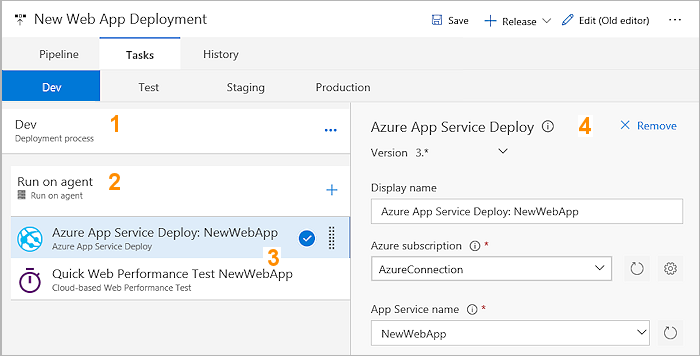 New Web App Deployment
Save
+ Release
Edit (Old editor)
...
Pipeline
Tasks
History
Dev
Test
Staging
Production
Dev
Deployment process
1
...
Run on agent
Run on agent
2
+
Azure App Service Deploy: NewWebApp
Azure App Service Deploy
3
Quick Web Performance Test NewWebApp
Cloud-based Web Performance Test
Azure App Service Deploy
4
Remove
Version 3.*
Display name
Azure App Service Deploy: NewWebApp
Azure subscription *
AzureConnection
App Service name *
NewWebApp